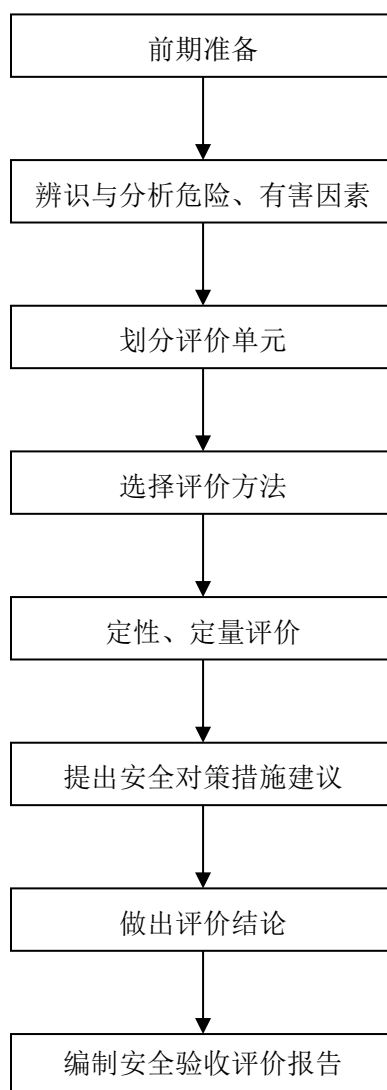 前期准备
辨识与分析危险、有害因素
划分评价单元
选择评价方法
定性、定量评价
提出安全对策措施建议
做出评价结论
编制安全验收评价报告